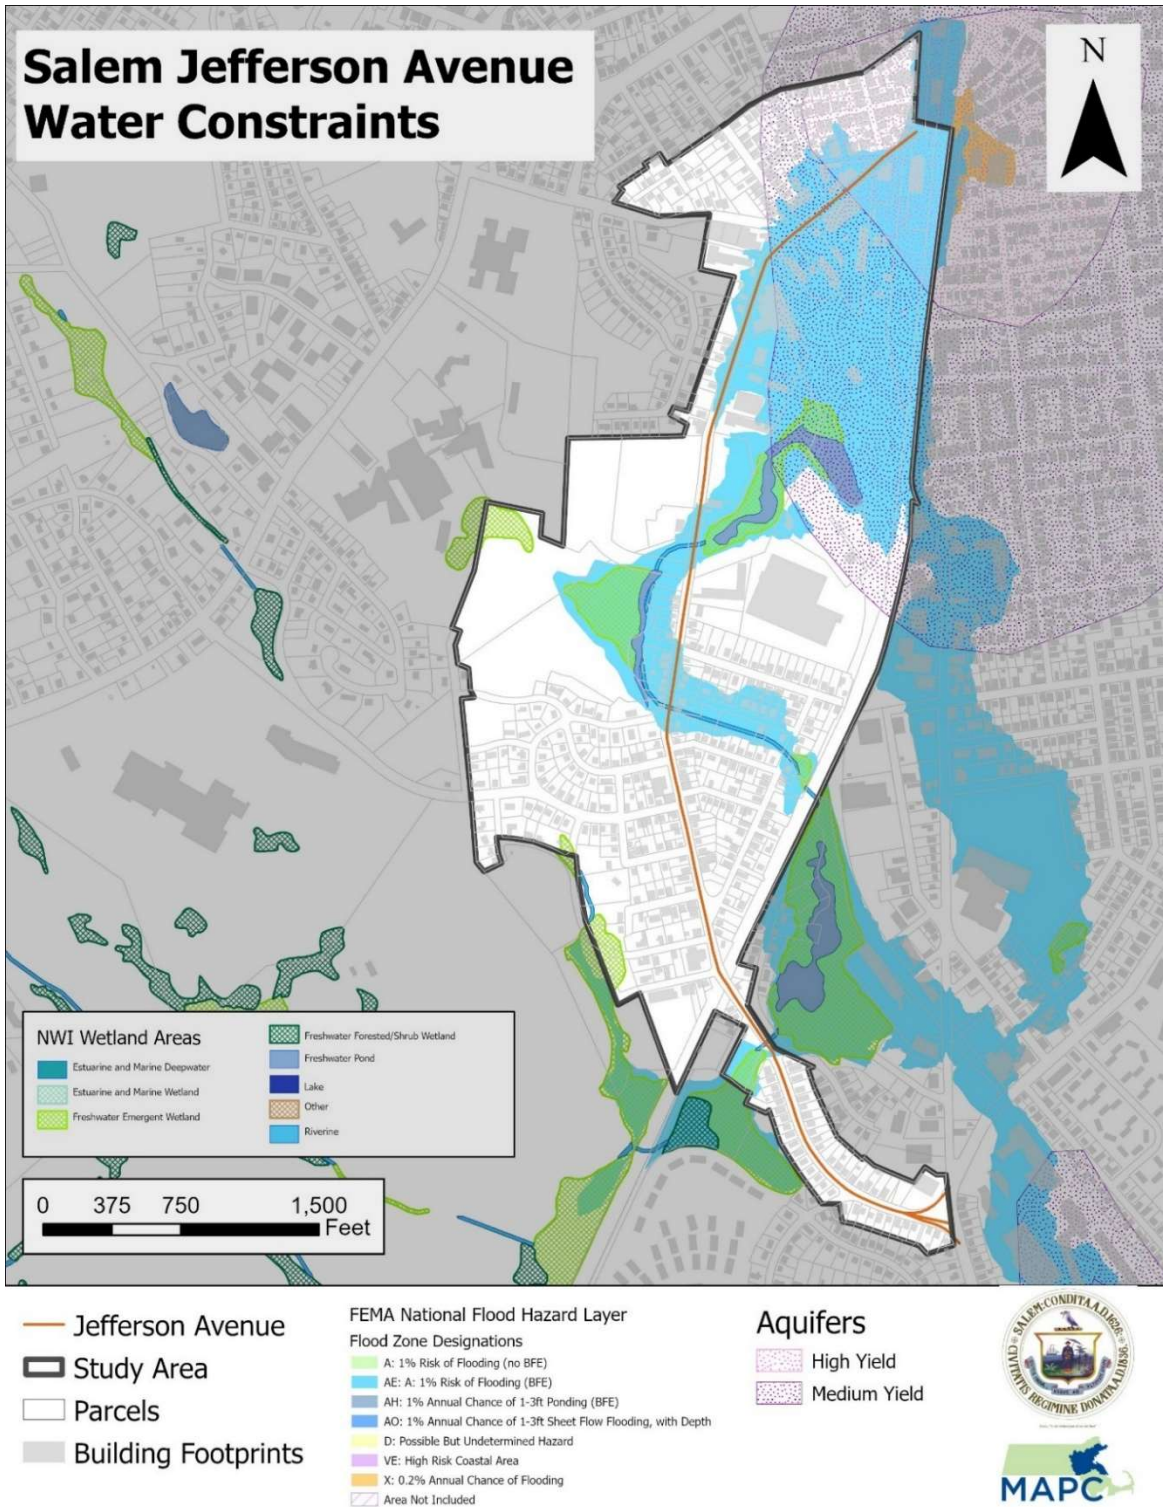 Salem Jefferson Avenue
Water Constraints
N
NWI Wetland Areas
Estuarine and Marine Deepwater
Estuarine and Marine Wetland
Freshwater Emergent Wetland
Freshwater Forested/Shrub Wetland
Freshwater Pond
Lake
Other
Riverine
0 375 750 1,500
Feet
Jefferson Avenue
Study Area
Parcels
Building Footprints
FEMA National Flood Hazard Layer
Flood Zone Designations
A: 1% Risk of Flooding (no BFE)
AE: A: 1% Risk of Flooding (BFE)
AH: 1% Annual Chance of 1-3ft Ponding (BFE)
AO: 1% Annual Chance of 1-3ft Sheet Flow Flooding, with Depth
D: Possible But Undetermined Hazard
VE: High Risk Coastal Area
X: 0.2% Annual Chance of Flooding
Area Not Included
Aquifers
High Yield
Medium Yield
SALEM: CONDITA A.D. 1626:
CIVITATIS REGIMINE DONATA, A.D. 1836.
MAPC